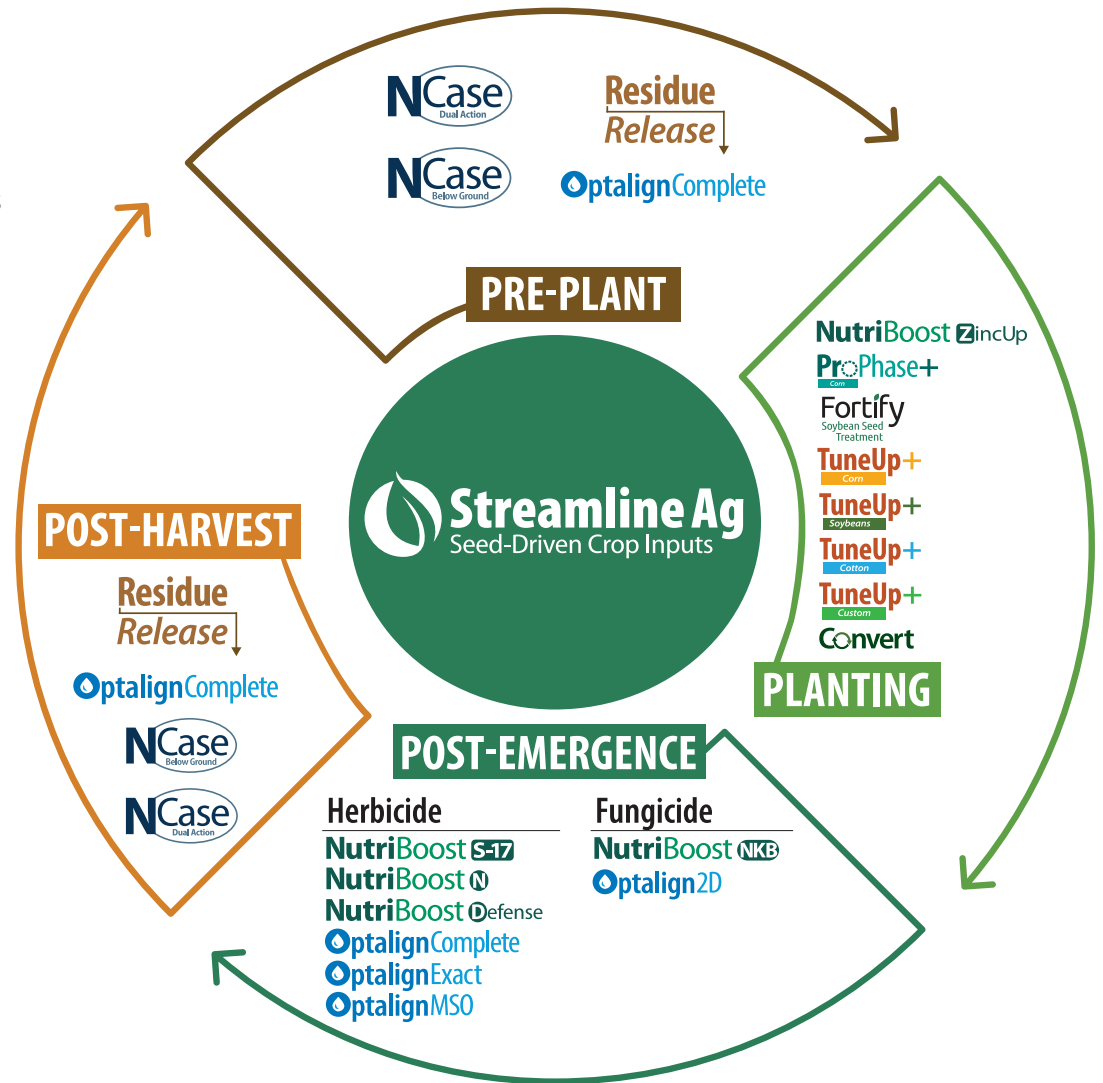 NCase
Dual Action
NCase
Below Ground
Residue
Release
OptalignComplete
PRE-PLANT
NutriBoost ZincUp
ProPhase+
Corn
Fortify
Soybean Seed
Treatment
TuneUp+
Corn
TuneUp+
Soybeans
TuneUp+
Cotton
TuneUp+
Custom
Convert
PLANTING
Streamline Ag
Seed-Driven Crop Inputs
POST-EMERGENCE
Herbicide
NutriBoost S-17
NutriBoost N
NutriBoost Defense
OptalignComplete
OptalignExact
OptalignMSO
Fungicide
NutriBoost NKB
Optalign2D
POST-HARVEST
Residue
Release
OptalignComplete
NCase
Below Ground
NCase
Dual Action